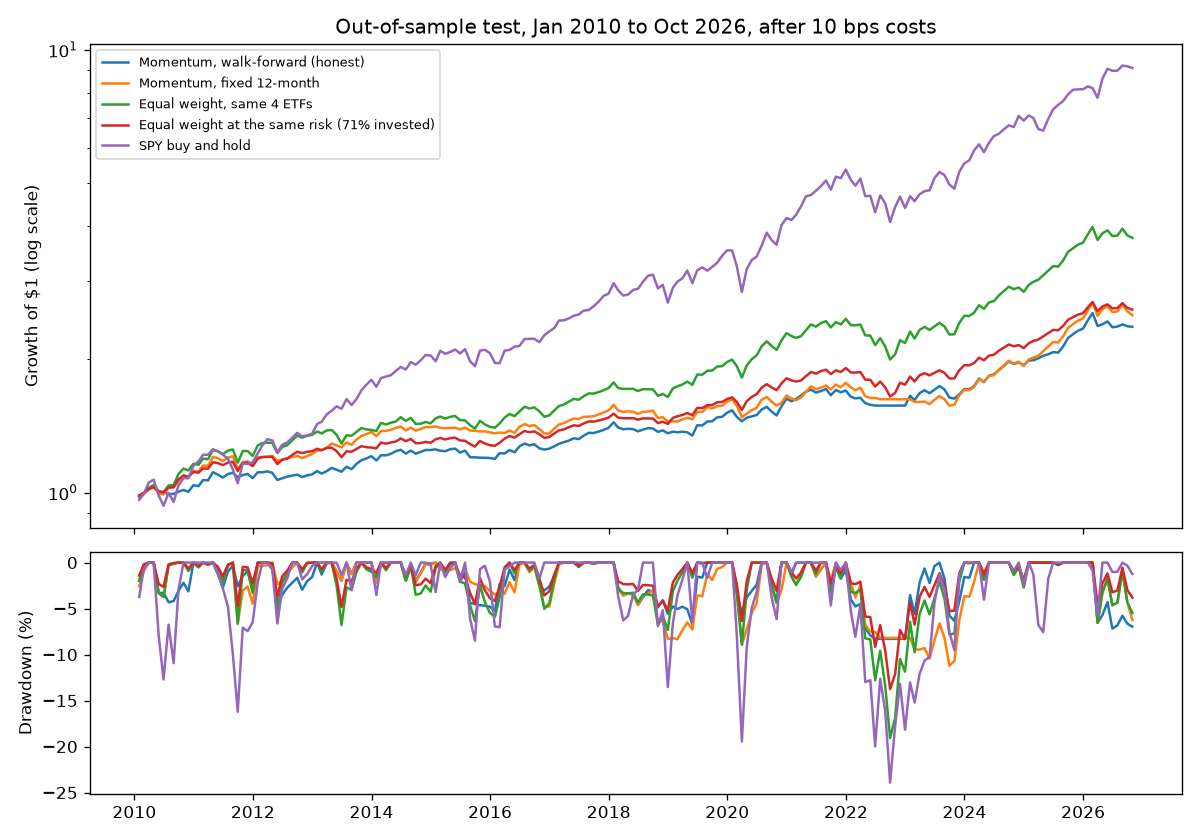 Out-of-sample test, Jan 2010 to Oct 2026, after 10 bps costs
10¹
Momentum, walk-forward (honest)
Momentum, fixed 12-month
Equal weight, same 4 ETFs
Equal weight at the same risk (71% invested)
SPY buy and hold
Growth of $1 (log scale)
10⁰
0
−5
−10
−15
−20
−25
Drawdown (%)
2010 2012 2014 2016 2018 2020 2022 2024 2026